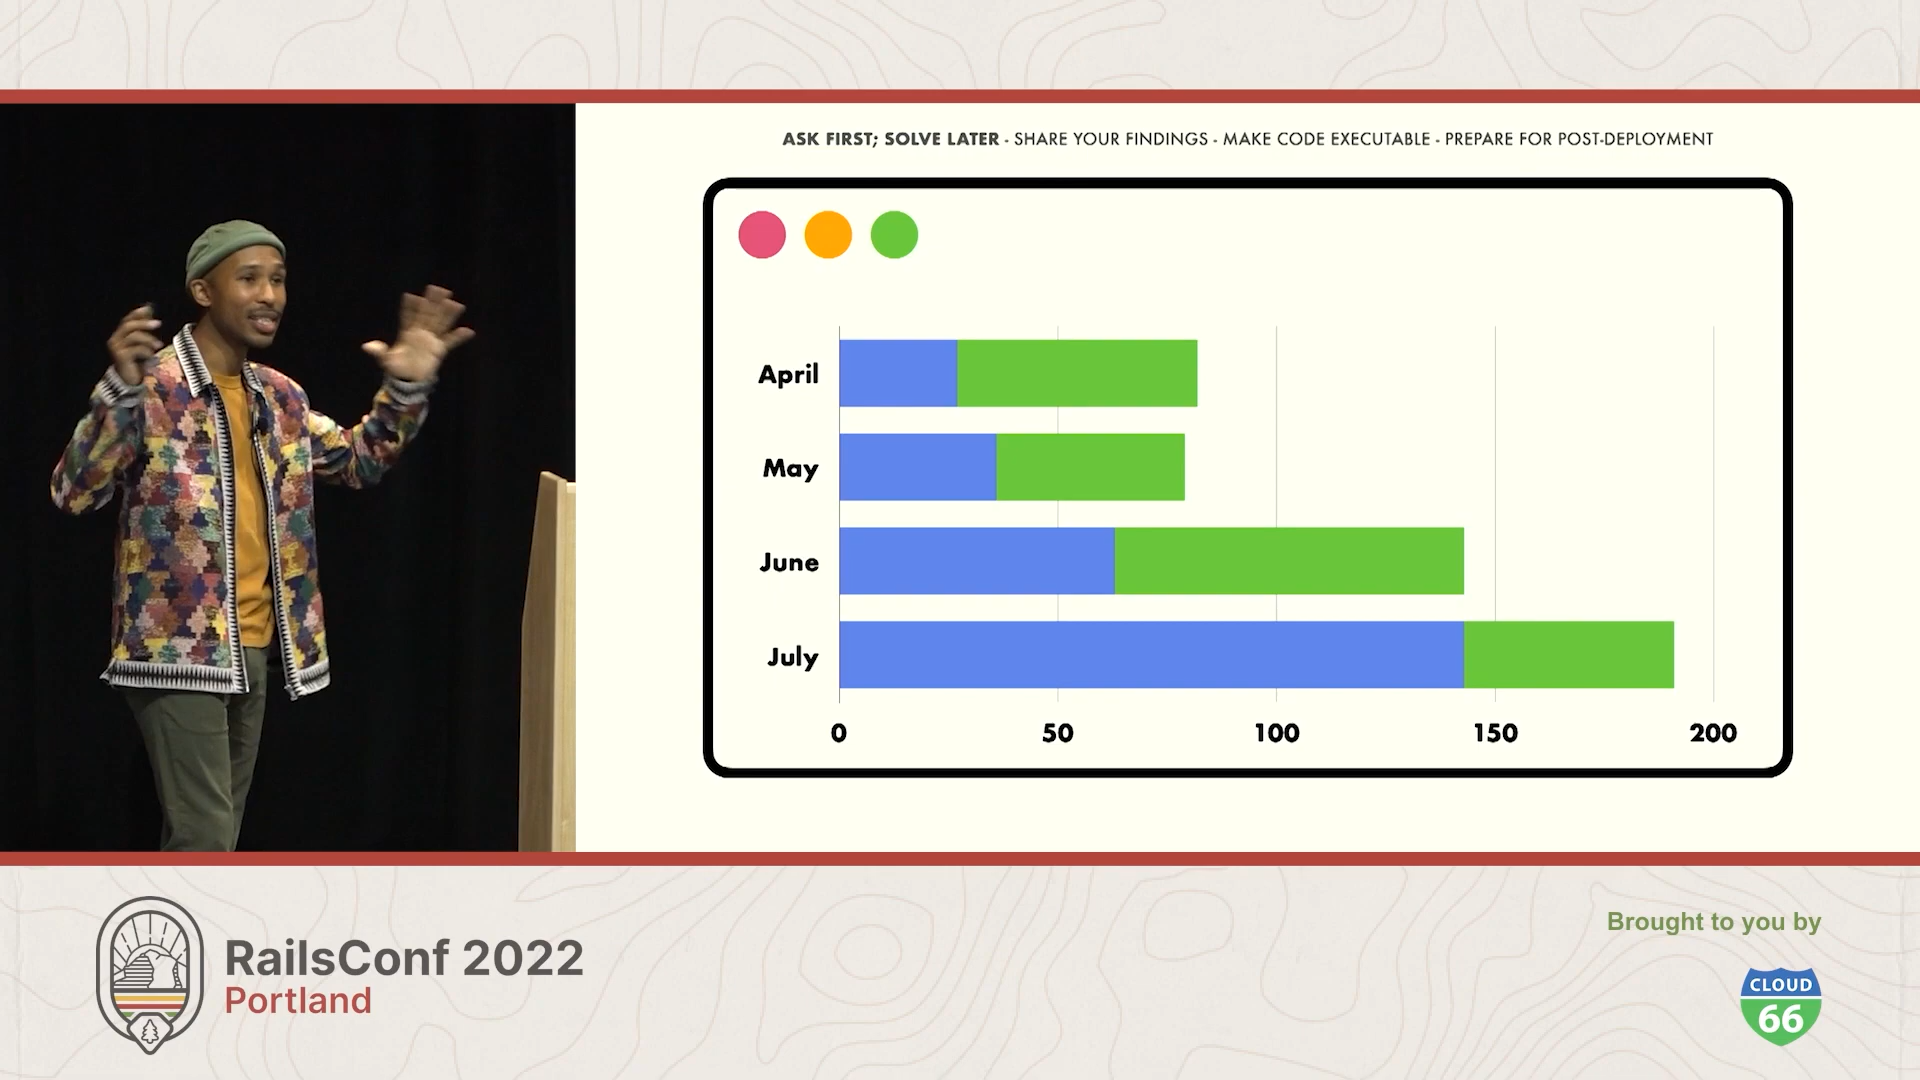 ASK FIRST; SOLVE LATER - SHARE YOUR FINDINGS - MAKE CODE EXECUTABLE - PREPARE FOR POST-DEPLOYMENT
April
May
June
July
0 50 100 150 200
RailsConf 2022
Portland
Brought to you by
CLOUD
66